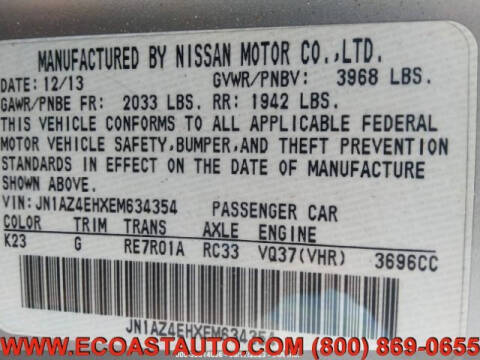 MANUFACTURED BY NISSAN MOTOR CO.,LTD.
DATE: 12/13 GVWR/PNBV: 3968 LBS.
GAWR/PNBE FR: 2033 LBS. RR: 1942 LBS.
THIS VEHICLE CONFORMS TO ALL APPLICABLE FEDERAL
MOTOR VEHICLE SAFETY,BUMPER,AND THEFT PREVENTION
STANDARDS IN EFFECT ON THE DATE OF MANUFACTURE
SHOWN ABOVE.
VIN: JN1AZ4EHXEM634354 PASSENGER CAR
COLOR TRIM TRANS AXLE ENGINE
K23 G RE7R01A RC33 VQ37(VHR) 3696CC
JN1AZ4EHXEM634354
www.ECOASTAUTO.COM * (800) 869-0655